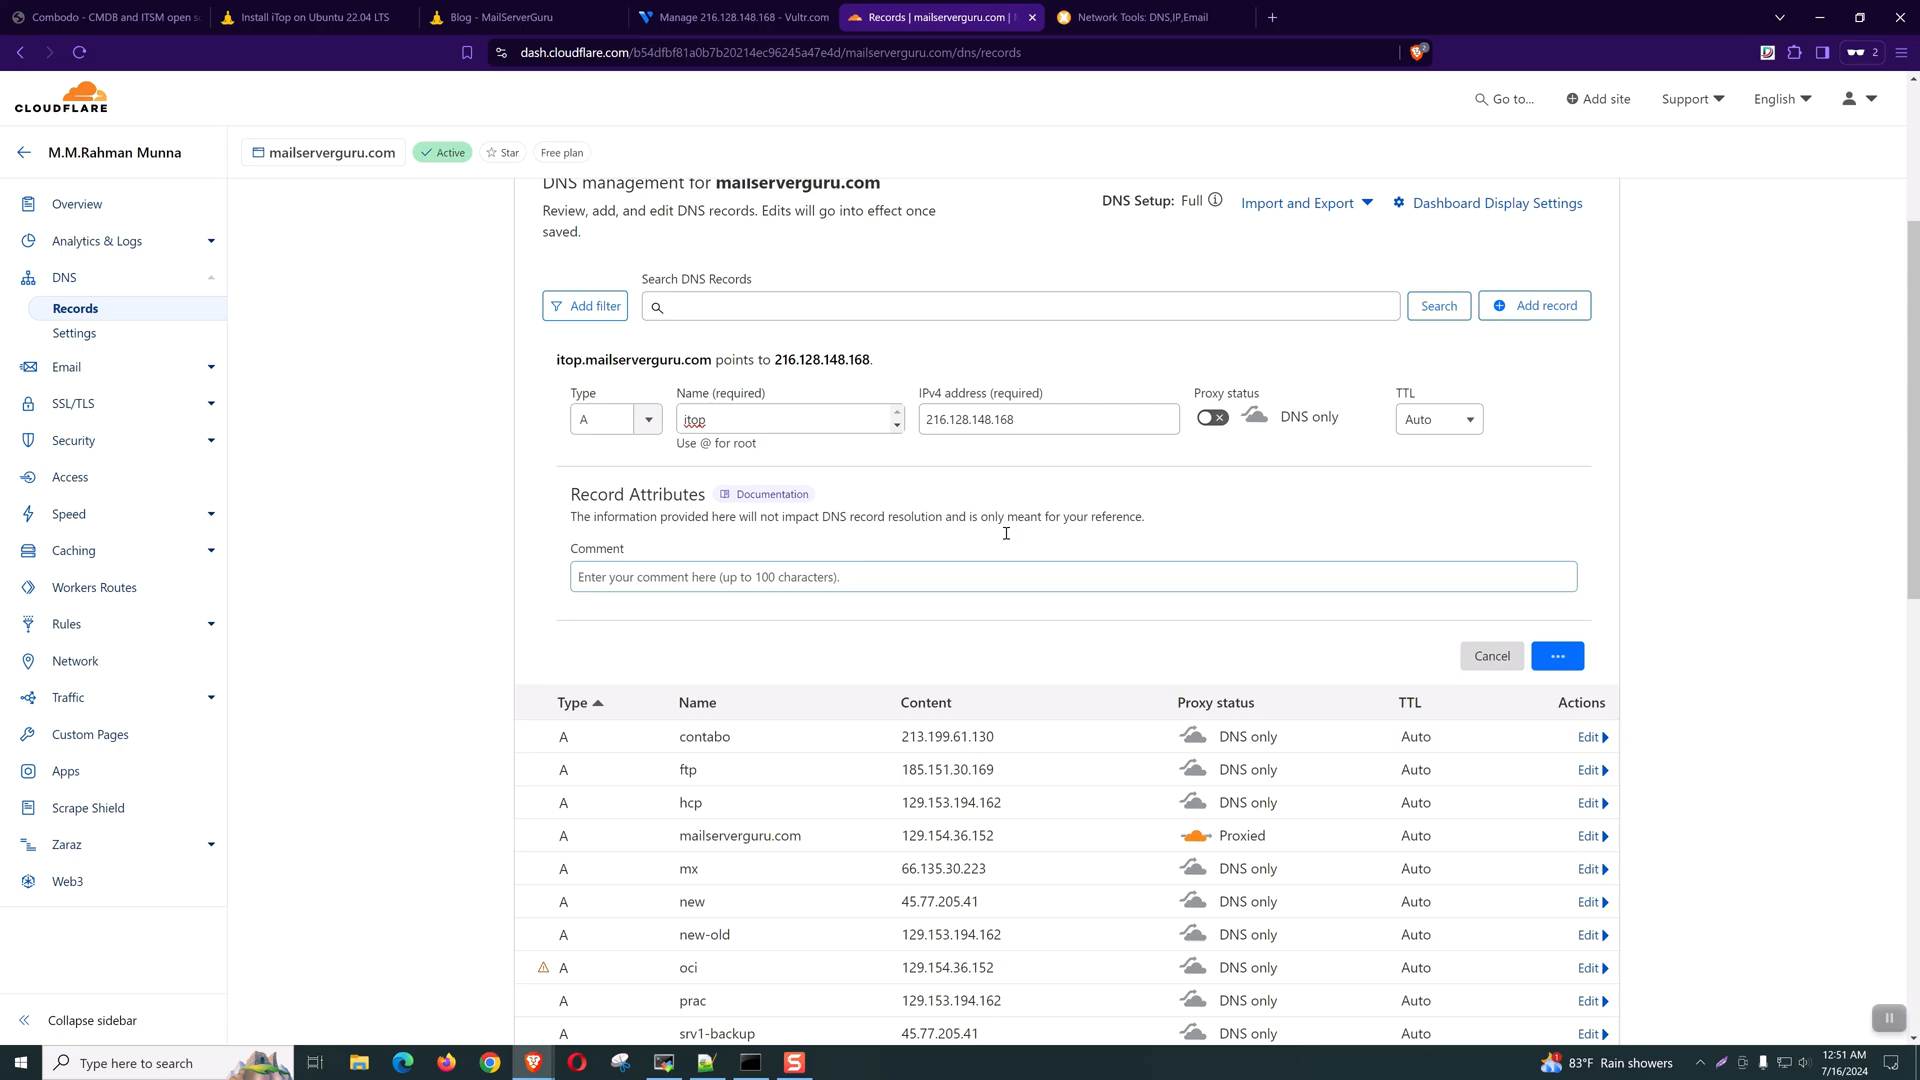 Combodo - CMDB and ITSM open s
Install iTop on Ubuntu 22.04 LTS
Blog - MailServerGuru
Manage 216.128.148.168 - Vultr.com
Records | mailserverguru.com |
Network Tools: DNS,IP,Email
dash.cloudflare.com/b54dfbf81a0b7b20214ec96245a47e4d/mailserverguru.com/dns/records
2
2
CLOUDFLARE
Go to...
Add site
Support
English
M.M.Rahman Munna
mailserverguru.com
Active
Star
Free plan
Overview
Analytics & Logs
DNS
Records
Settings
Email
SSL/TLS
Security
Access
Speed
Caching
Workers Routes
Rules
Network
Traffic
Custom Pages
Apps
Scrape Shield
Zaraz
Web3
Collapse sidebar
DNS management for mailserverguru.com
Review, add, and edit DNS records. Edits will go into effect once
saved.
DNS Setup: Full
Import and Export
Dashboard Display Settings
Search DNS Records
Add filter
Search
Add record
itop.mailserverguru.com points to 216.128.148.168.
Type Name (required) IPv4 address (required) Proxy status TTL
A itop 216.128.148.168 DNS only Auto
Use @ for root
Record Attributes Documentation
The information provided here will not impact DNS record resolution and is only meant for your reference.
Comment
Enter your comment here (up to 100 characters).
Cancel ...
Type Name Content Proxy status TTL Actions
A contabo 213.199.61.130 DNS only Auto Edit
A ftp 185.151.30.169 DNS only Auto Edit
A hcp 129.153.194.162 DNS only Auto Edit
A mailserverguru.com 129.154.36.152 Proxied Auto Edit
A mx 66.135.30.223 DNS only Auto Edit
A new 45.77.205.41 DNS only Auto Edit
A new-old 129.153.194.162 DNS only Auto Edit
A oci 129.154.36.152 DNS only Auto Edit
A prac 129.153.194.162 DNS only Auto Edit
A srv1-backup 45.77.205.41 DNS only Auto Edit
Type here to search
1
83°F Rain showers
12:51 AM
7/16/2024